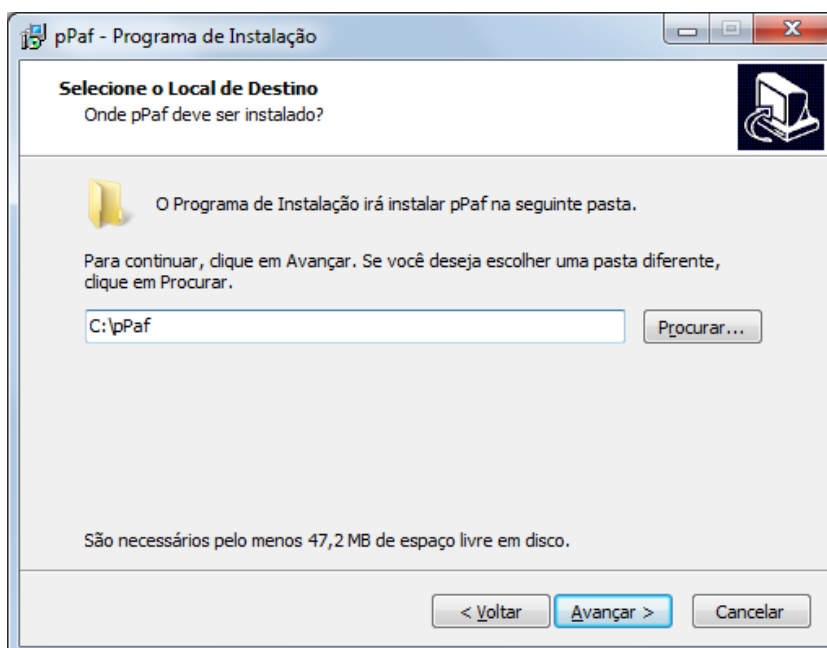 pPaf - Programa de Instalação
Selecione o Local de Destino
Onde pPaf deve ser instalado?
O Programa de Instalação irá instalar pPaf na seguinte pasta.
Para continuar, clique em Avançar. Se você deseja escolher uma pasta diferente,
clique em Procurar.
C:\pPaf
Procurar...
São necessários pelo menos 47,2 MB de espaço livre em disco.
< Voltar
Avançar >
Cancelar